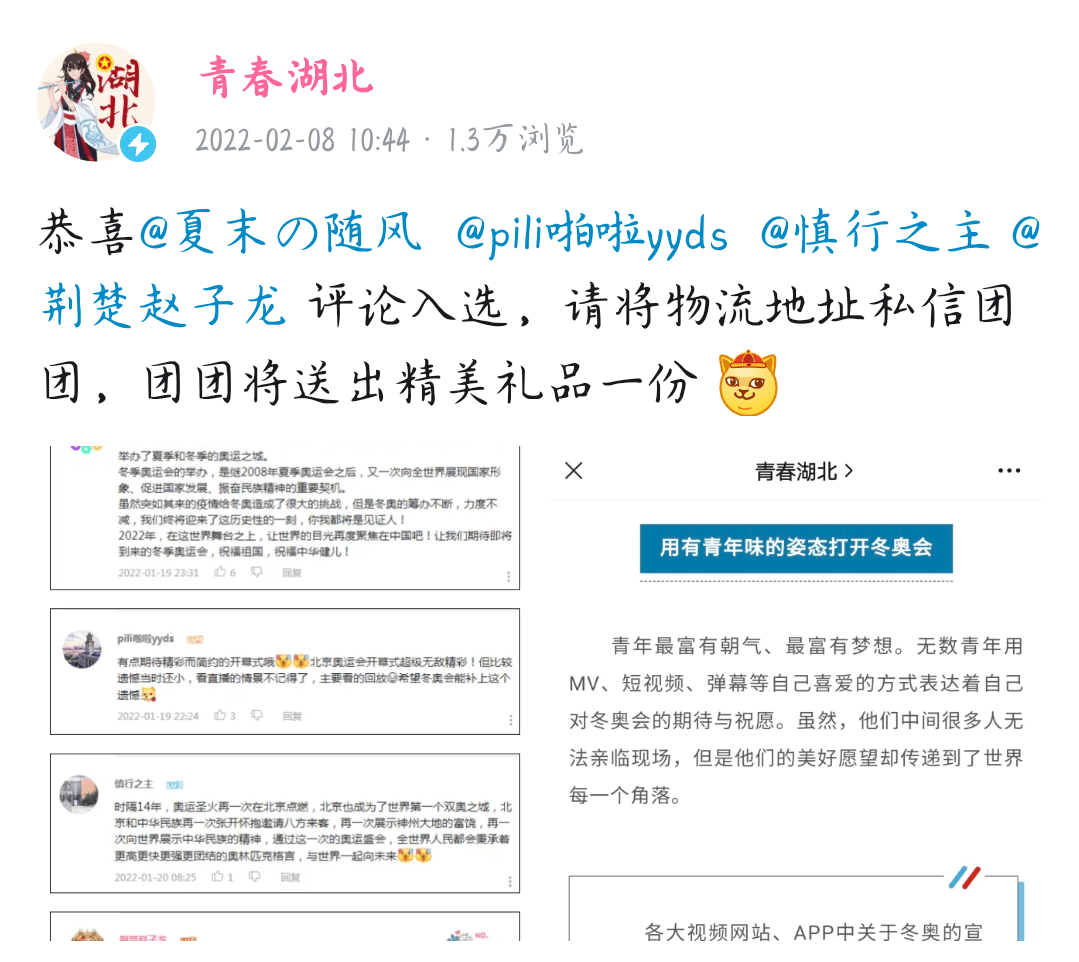 湖北
青春湖北
2022-02-08 10:44 · 1.3万浏览
恭喜@夏末の随风 @pili啪啦yyds @慎行之主 @
荆楚赵子龙 评论入选，请将物流地址私信团
团，团团将送出精美礼品一份
举办了夏季和冬季的奥运之城。
冬季奥运会的举办，是继2008年夏季奥运会之后，又一次向全世界展现国家形
象、促进国家发展、振奋民族精神的重要契机。
虽然突如其来的疫情给冬奥造成了很大的挑战，但是冬奥的筹办不断，力度不
减，我们终将迎来了这历史性的一刻，你我都将是见证人！
2022年，在这世界舞台之上，让世界的目光再度聚焦在中国吧！让我们期待即将
到来的冬季奥运会，祝福祖国，祝福中华健儿！
2022-01-19 23:31 6 回复
pili啪啦yyds
有点期待精彩而简约的开幕式哦北京奥运会开幕式超级无敌精彩！但比较
遗憾当时还小，看直播的情景不记得了，主要看的回放希望冬奥会能补上这个
遗憾
2022-01-19 22:24 3 回复
慎行之主
时隔14年，奥运圣火再一次在北京点燃，北京也成为了世界第一个双奥之城，北
京和中华民族再一次张开怀抱邀请八方来客，再一次展示神州大地的富饶，再一
次向世界展示中华民族的精神，通过这一次的奥运盛会，全世界人民都会秉承着
更高更快更强更团结的奥林匹克格言，与世界一起向未来
2022-01-20 08:25 1 回复
荆楚赵子龙
NO.
青春湖北
用有青年味的姿态打开冬奥会
青年最富有朝气、最富有梦想。无数青年用
MV、短视频、弹幕等自己喜爱的方式表达着自己
对冬奥会的期待与祝愿。虽然，他们中间很多人无
法亲临现场，但是他们的美好愿望却传递到了世界
每一个角落。
各大视频网站、APP中关于冬奥的宣